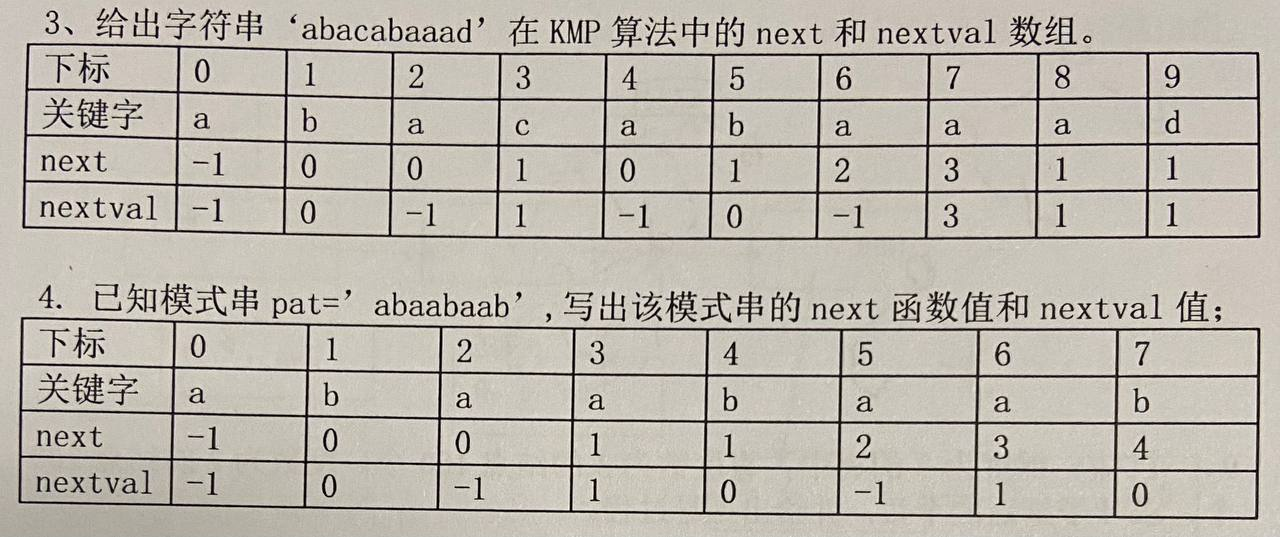 3、给出字符串‘abacabaaad’在 KMP 算法中的 next 和 nextval 数组。
下标 0 1 2 3 4 5 6 7 8 9
关键字 a b a c a b a a a d
next -1 0 0 1 0 1 2 3 1 1
nextval -1 0 -1 1 -1 0 -1 3 1 1
4. 已知模式串 pat=’abaabaab’,写出该模式串的 next 函数值和 nextval 值;
下标 0 1 2 3 4 5 6 7
关键字 a b a a b a a b
next -1 0 0 1 1 2 3 4
nextval -1 0 -1 1 0 -1 1 0